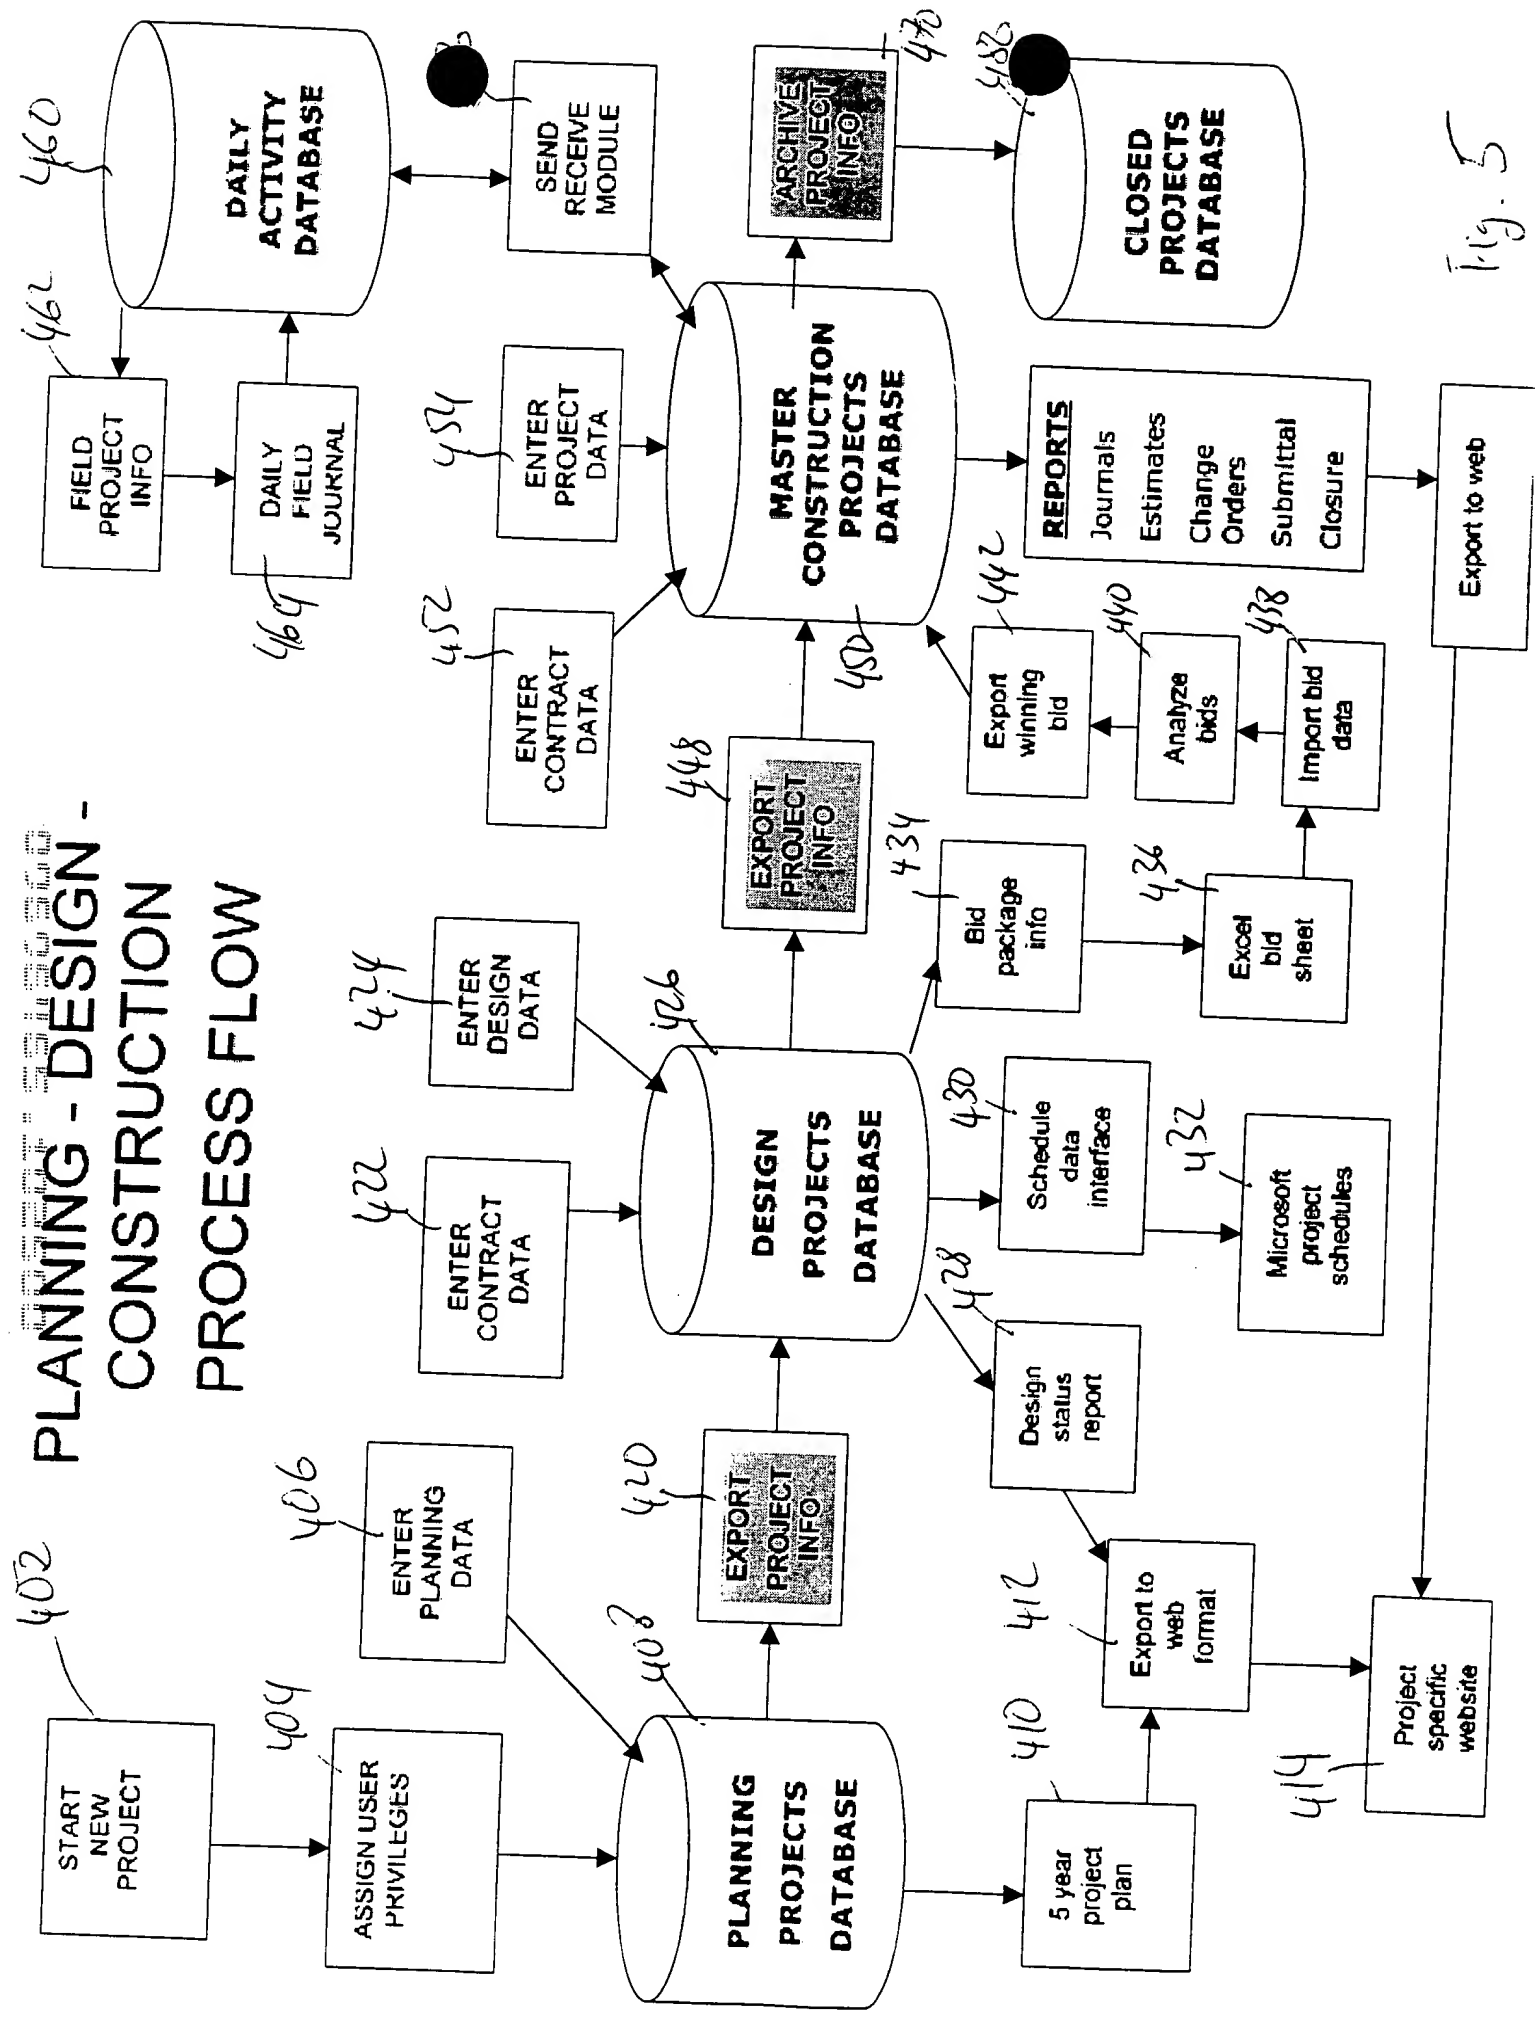 PLANNING - DESIGN -
CONSTRUCTION
PROCESS FLOW
402
START
NEW
PROJECT
404
ASSIGN USER
PRIVILEGES
406
ENTER
PLANNING
DATA
408
PLANNING
PROJECTS
DATABASE
410
5 year
project
plan
412
Export to
web
format
414
Project
specific
website
420
EXPORT
PROJECT
INFO
422
ENTER
CONTRACT
DATA
424
ENTER
DESIGN
DATA
426
DESIGN
PROJECTS
DATABASE
428
Design
status
report
430
Schedule
data
interface
432
Microsoft
project
schedules
434
Bid
package
info
436
Excel
bid
sheet
438
Import bid
data
440
Analyze
bids
442
Export
winning
bid
448
EXPORT
PROJECT
INFO
450
MASTER
CONSTRUCTION
PROJECTS
DATABASE
452
ENTER
CONTRACT
DATA
454
ENTER
PROJECT
DATA
460
DAILY
ACTIVITY
DATABASE
462
FIELD
PROJECT
INFO
464
DAILY
FIELD
JOURNAL
SEND
RECEIVE
MODULE
470
ARCHIVE
PROJECT
INFO
480
CLOSED
PROJECTS
DATABASE
REPORTS
Journals
Estimates
Change
Orders
Submittal
Closure
Export to web
Fig. 5